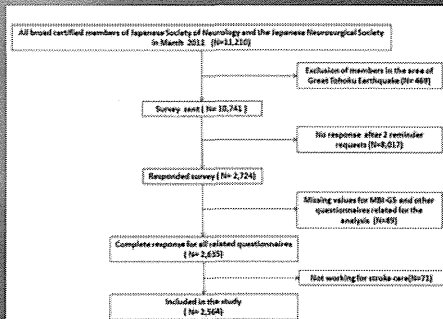 All broad certified members of Japanese Society of Neurology and the Japanese Neurosurgical Society
in March 2011 (N=11,210)
Exclusion of members in the area of
Great Tohoku Earthquake (N= 469)
Survey sent ( N= 10,741 )
No response after 2 reminder
requests (N=8,017)
Responded survey ( N= 2,724)
Missing values for MBI-GS and other
questionnaires related for the
analysis (N=89)
Complete response for all related questionnaires
( N= 2,635)
Not working for stroke care(N=71)
Included in the study
( N= 2,564)